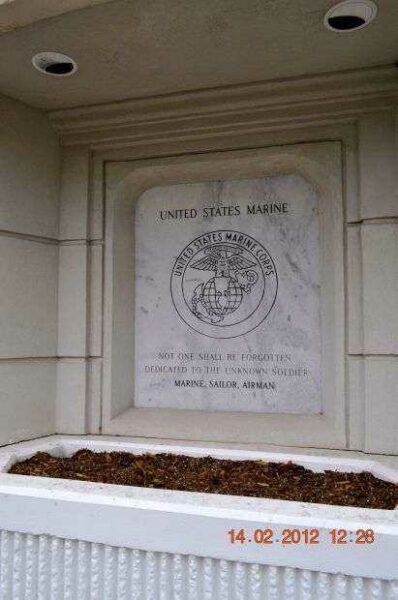 UNITED STATES MARINE
UNITED STATES MARINE CORPS
NOT ONE SHALL BE FORGOTTEN
DEDICATED TO THE UNKNOWN SOLDIER
MARINE, SAILOR, AIRMAN
14.02.2012 12:28